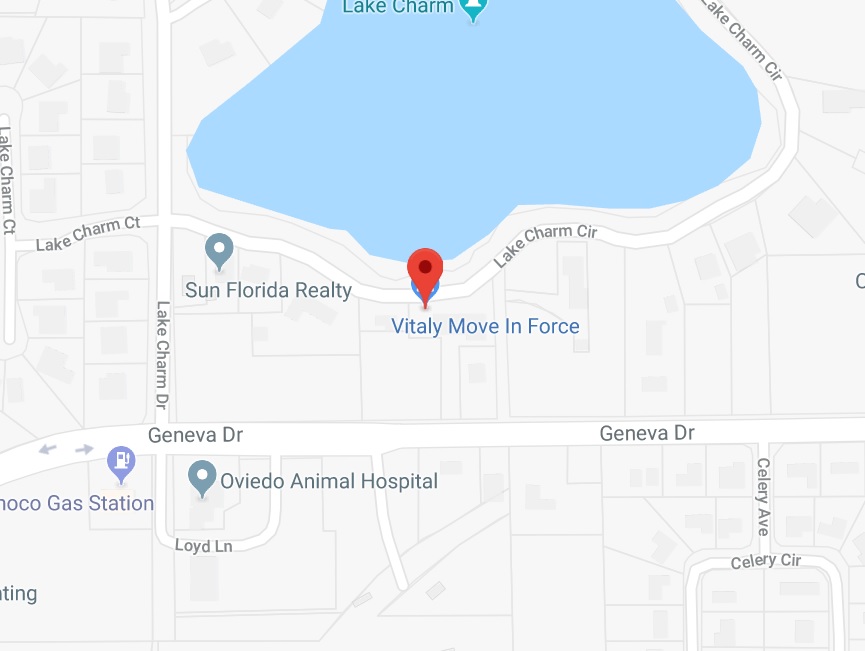 Lake Charm
Lake Charm Cir
Lake Charm Ct
Lake Charm Ct
Lake Charm Cir
Sun Florida Realty
Vitaly Move In Force
Lake Charm Dr
Geneva Dr
Geneva Dr
Oviedo Animal Hospital
noco Gas Station
Celery Ave
Loyd Ln
Celery Cir
ting